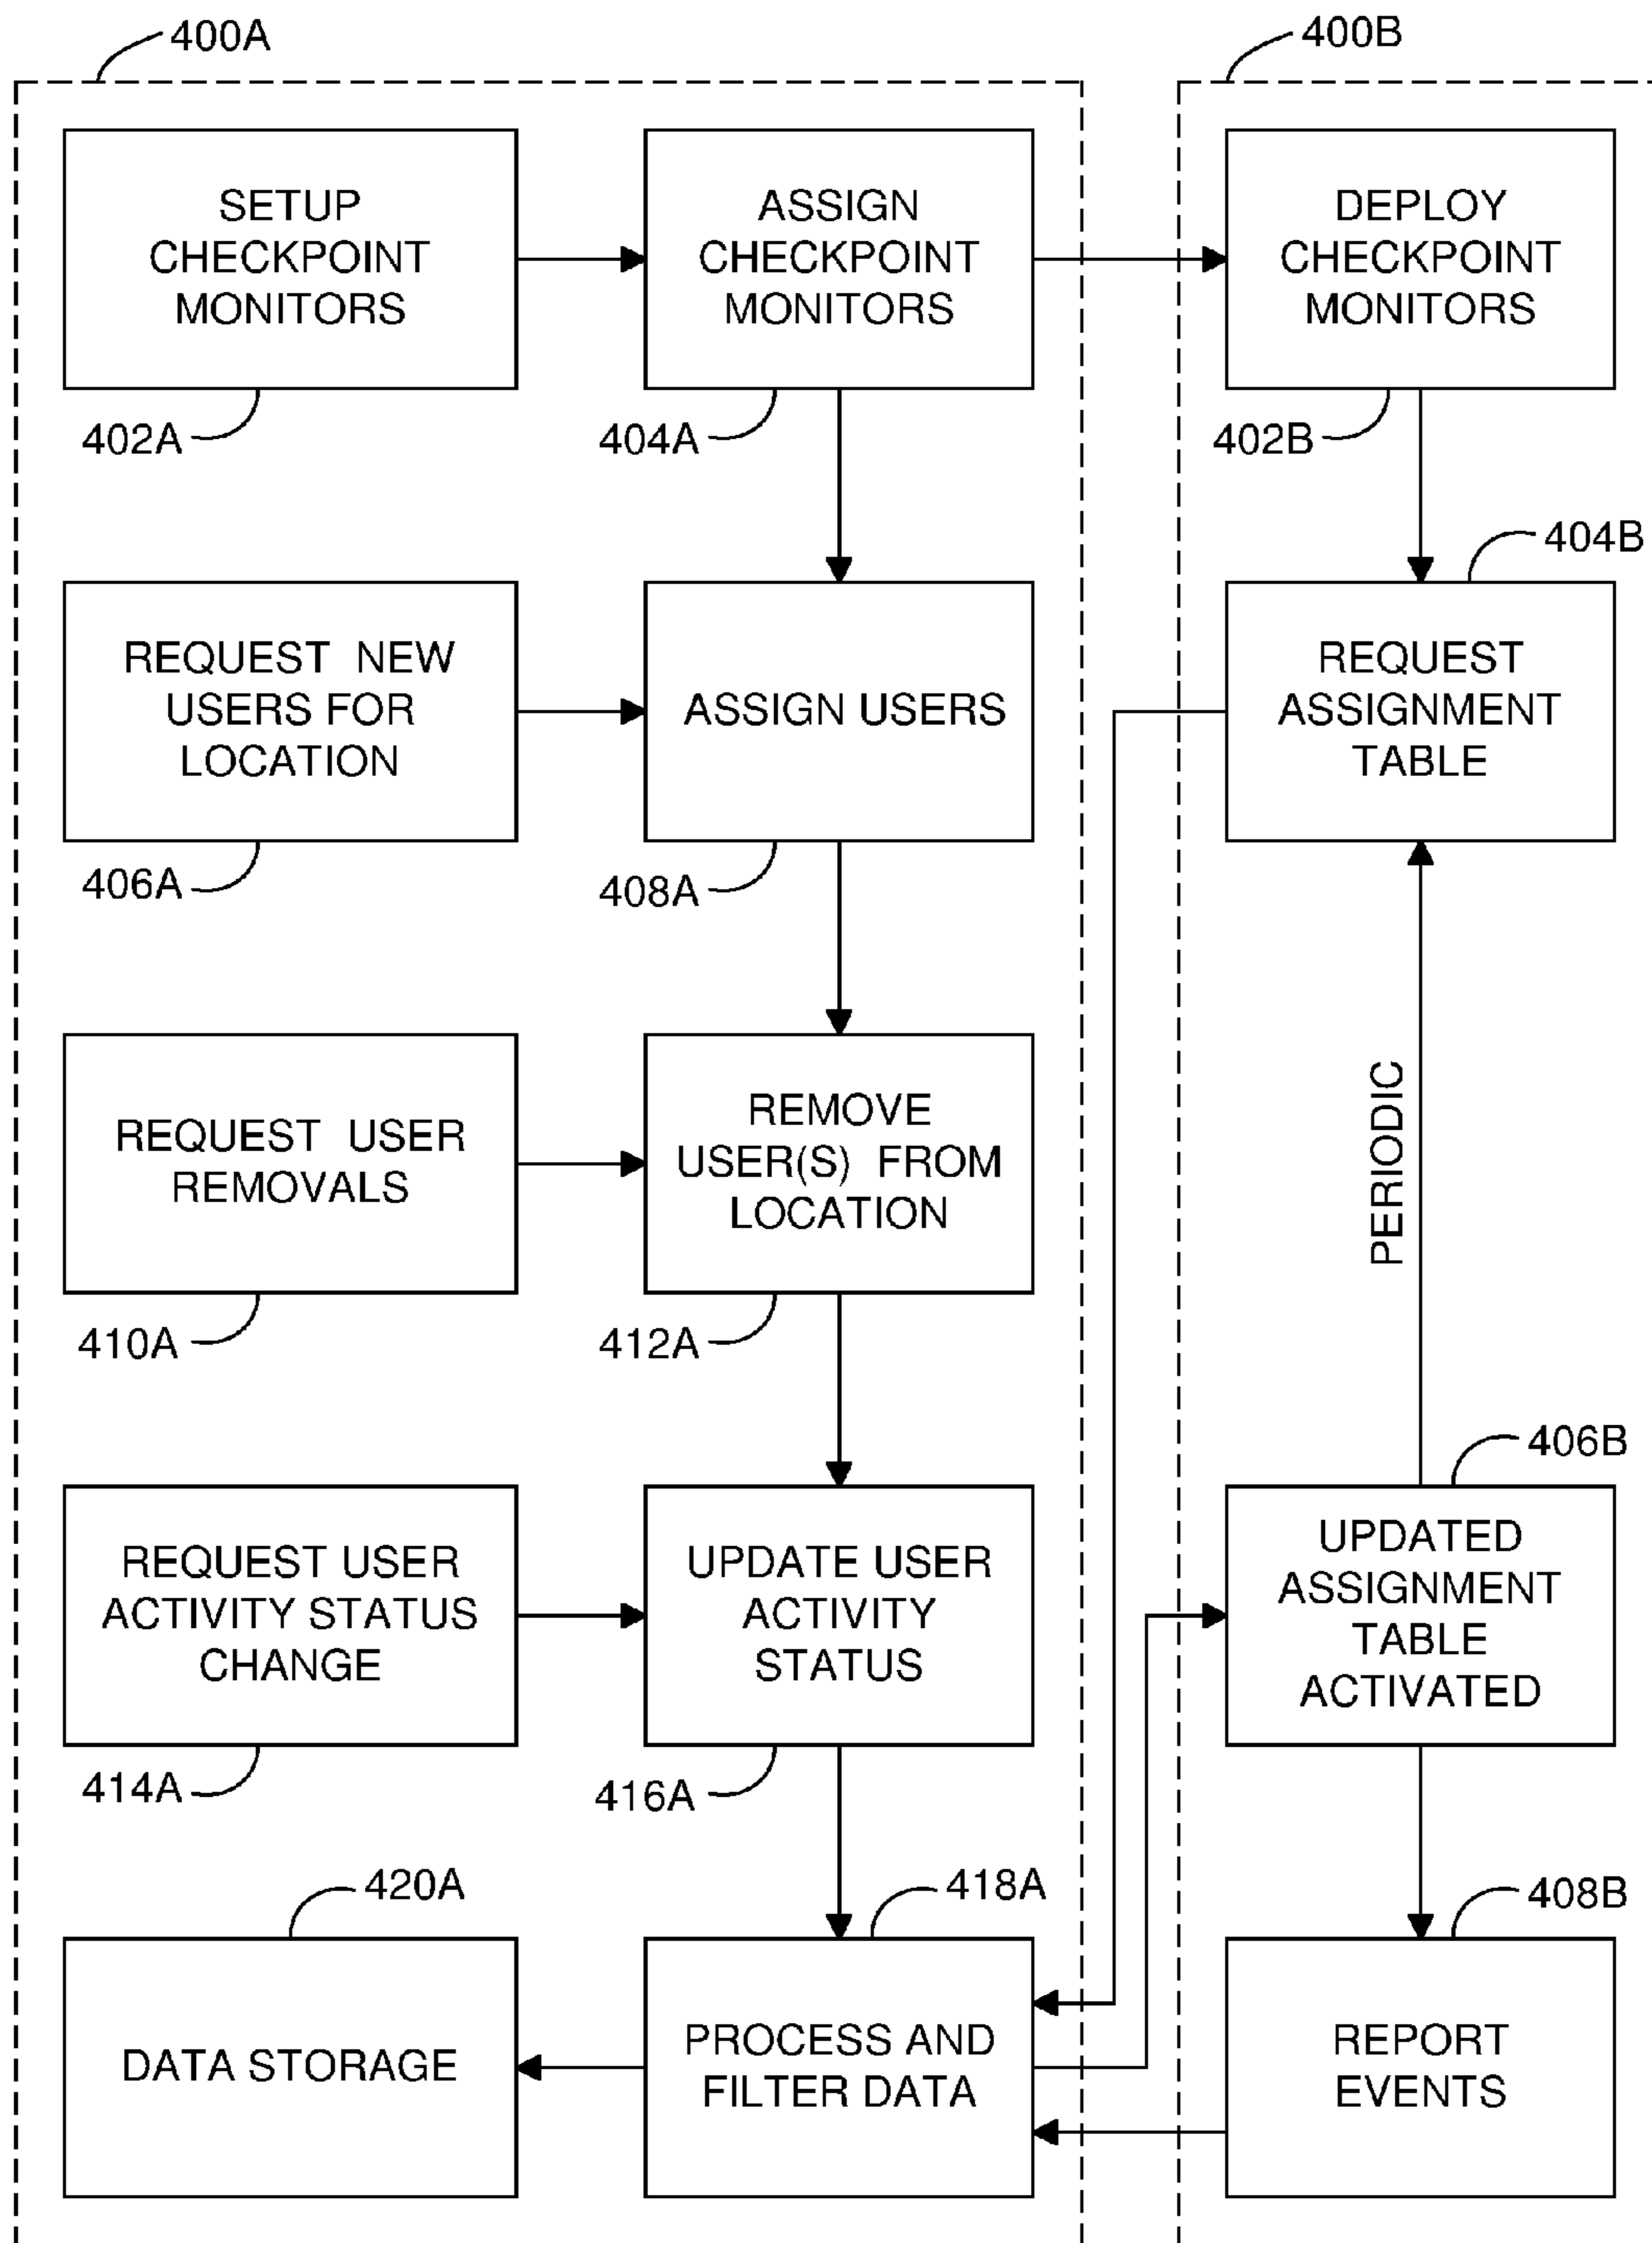 400A
400B
SETUP
CHECKPOINT
MONITORS
ASSIGN
CHECKPOINT
MONITORS
DEPLOY
CHECKPOINT
MONITORS
402A
404A
402B
404B
REQUEST NEW
USERS FOR
LOCATION
ASSIGN USERS
REQUEST
ASSIGNMENT
TABLE
406A
408A
REQUEST USER
REMOVALS
REMOVE
USER(S) FROM
LOCATION
PERIODIC
410A
412A
406B
REQUEST USER
ACTIVITY STATUS
CHANGE
UPDATE USER
ACTIVITY
STATUS
UPDATED
ASSIGNMENT
TABLE
ACTIVATED
414A
416A
420A
418A
408B
DATA STORAGE
PROCESS AND
FILTER DATA
REPORT
EVENTS